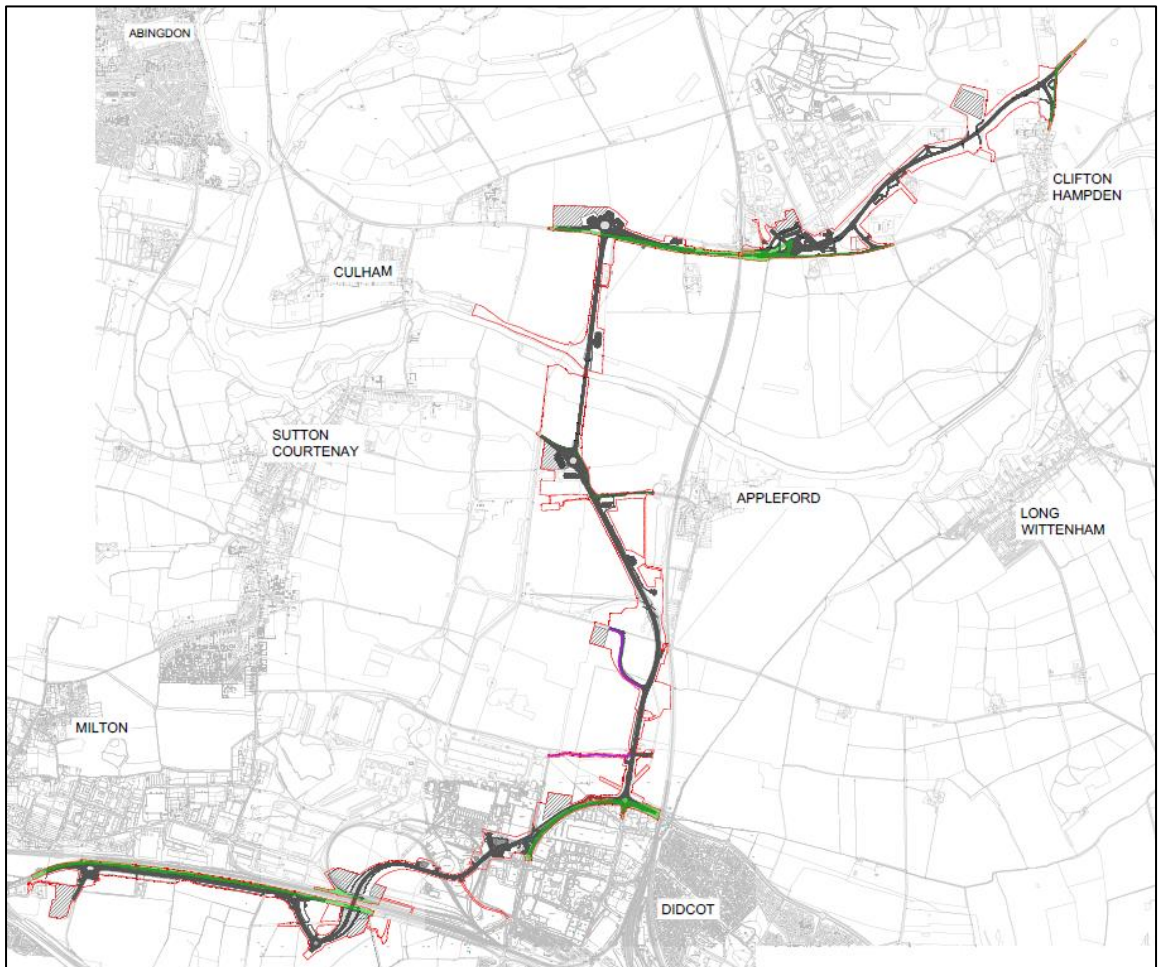 ABINGDON
CLIFTON
HAMPDEN
CULHAM
SUTTON
COURTENAY
APPLEFORD
LONG
WITTENHAM
MILTON
DIDCOT